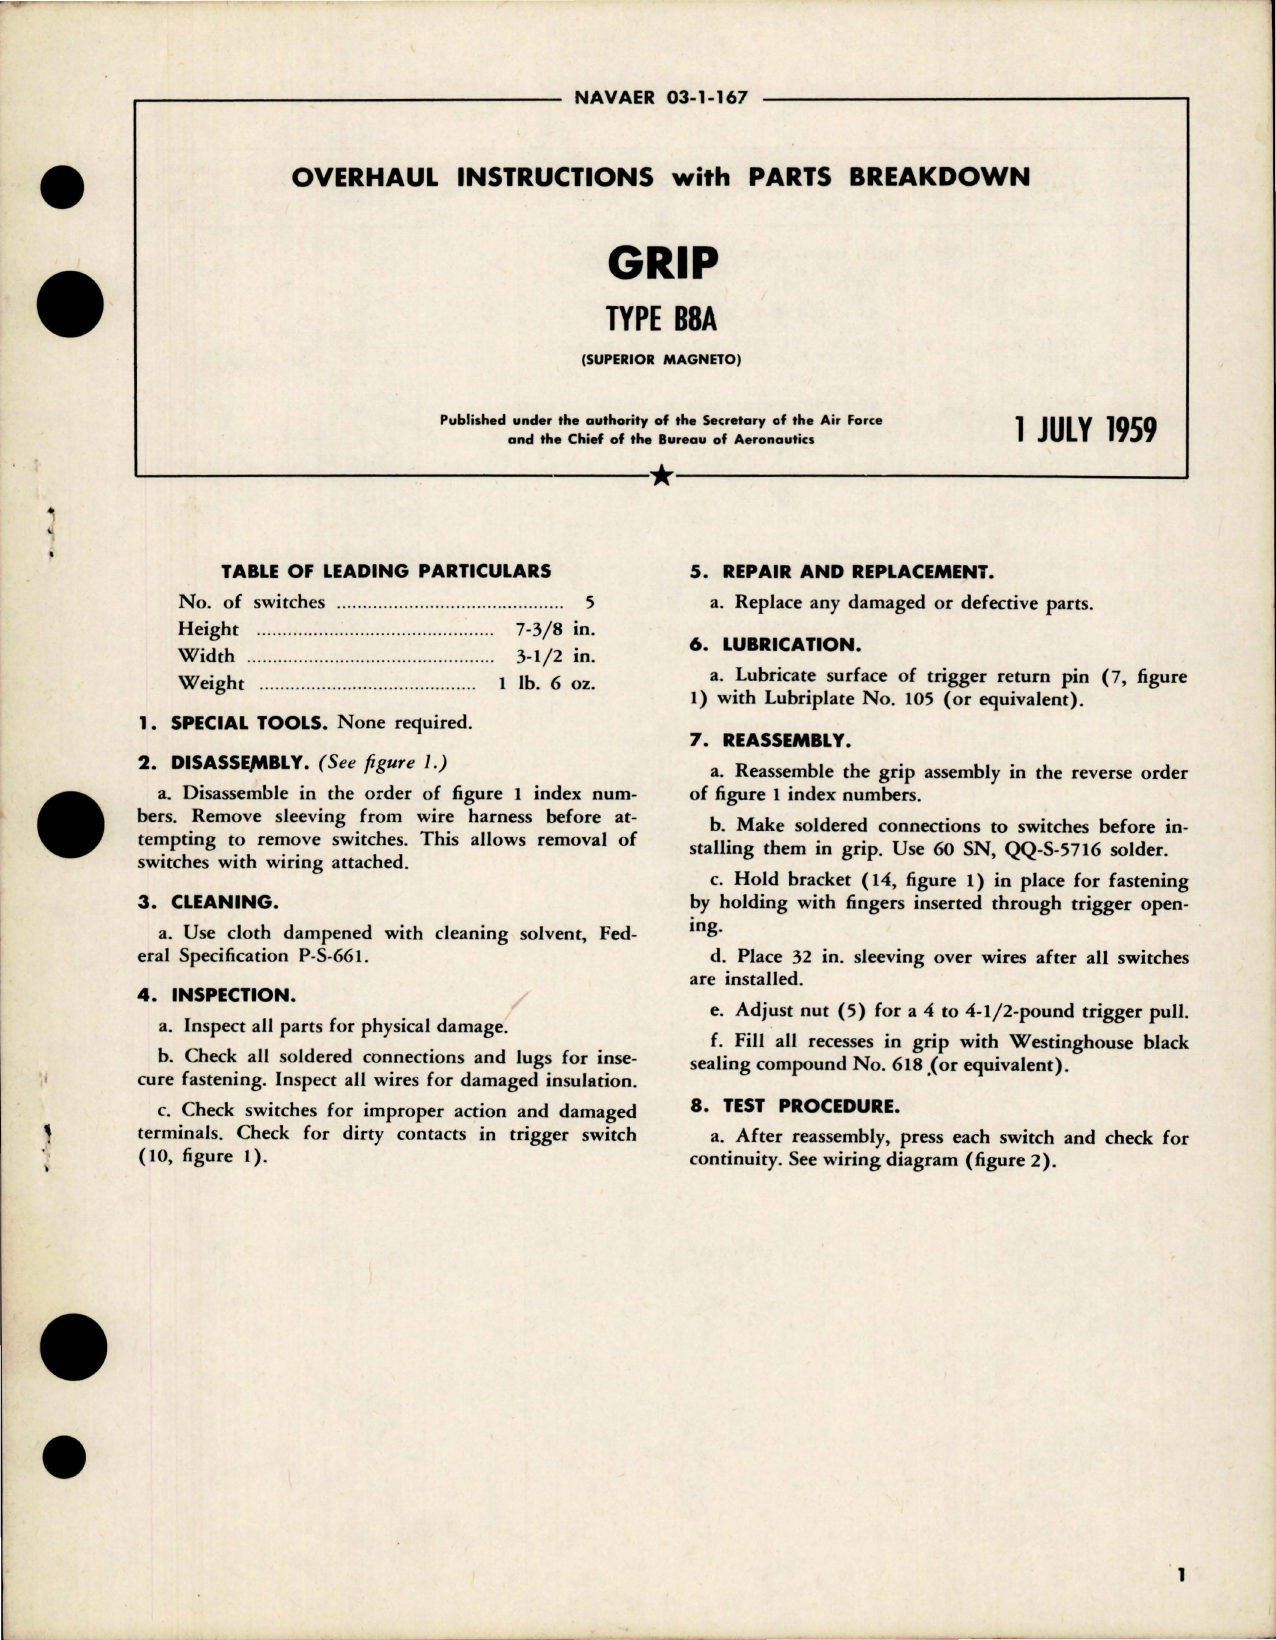 NAVAER 03-1-167
OVERHAUL INSTRUCTIONS with PARTS BREAKDOWN
GRIP
TYPE B8A
(SUPERIOR MAGNETO)
Published under the authority of the Secretary of the Air Force
and the Chief of the Bureau of Aeronautics
1 JULY 1959
TABLE OF LEADING PARTICULARS
No. of switches ............................................ 5
Height .............................................. 7-3/8 in.
Width ................................................ 3-1/2 in.
Weight .......................................... 1 lb. 6 oz.
1. SPECIAL TOOLS. None required.
2. DISASSEMBLY. (See figure 1.)
a. Disassemble in the order of figure 1 index num-
bers. Remove sleeving from wire harness before at-
tempting to remove switches. This allows removal of
switches with wiring attached.
3. CLEANING.
a. Use cloth dampened with cleaning solvent, Fed-
eral Specification P-S-661.
4. INSPECTION.
a. Inspect all parts for physical damage.
b. Check all soldered connections and lugs for inse-
cure fastening. Inspect all wires for damaged insulation.
c. Check switches for improper action and damaged
terminals. Check for dirty contacts in trigger switch
(10, figure 1).
5. REPAIR AND REPLACEMENT.
a. Replace any damaged or defective parts.
6. LUBRICATION.
a. Lubricate surface of trigger return pin (7, figure
1) with Lubriplate No. 105 (or equivalent).
7. REASSEMBLY.
a. Reassemble the grip assembly in the reverse order
of figure 1 index numbers.
b. Make soldered connections to switches before in-
stalling them in grip. Use 60 SN, QQ-S-5716 solder.
c. Hold bracket (14, figure 1) in place for fastening
by holding with fingers inserted through trigger open-
ing.
d. Place 32 in. sleeving over wires after all switches
are installed.
e. Adjust nut (5) for a 4 to 4-1/2-pound trigger pull.
f. Fill all recesses in grip with Westinghouse black
sealing compound No. 618 (or equivalent).
8. TEST PROCEDURE.
a. After reassembly, press each switch and check for
continuity. See wiring diagram (figure 2).
1